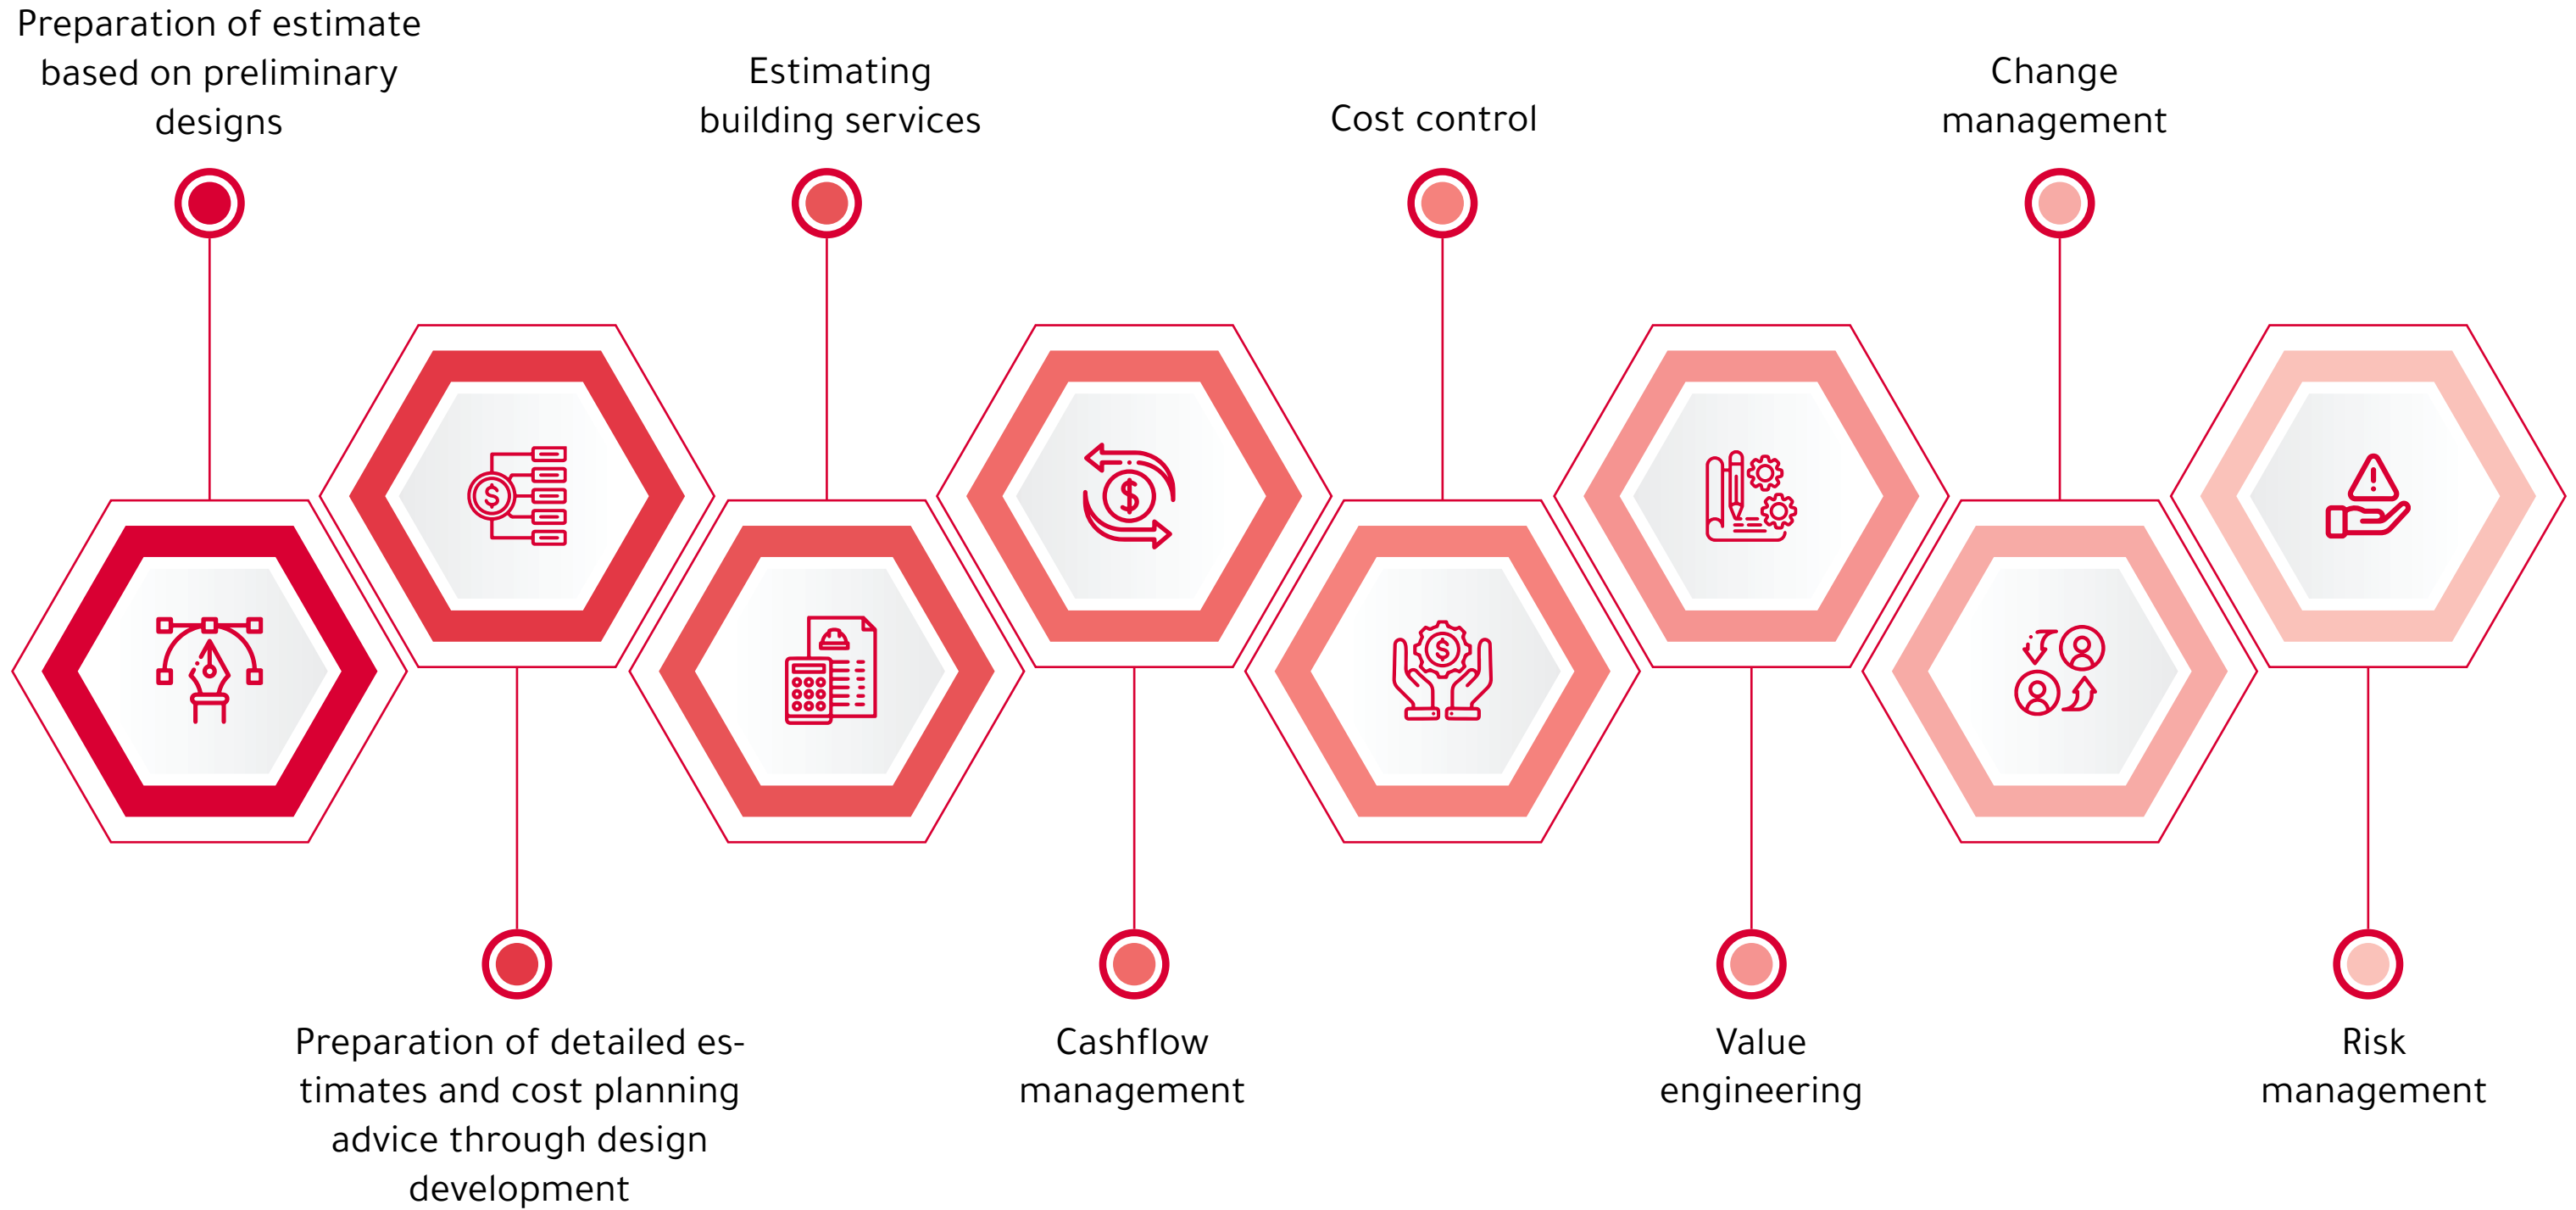 Preparation of estimate
based on preliminary
designs
Preparation of detailed es-
timates and cost planning
advice through design
development
Estimating
building services
Cashflow
management
Cost control
Value
engineering
Change
management
Risk
management